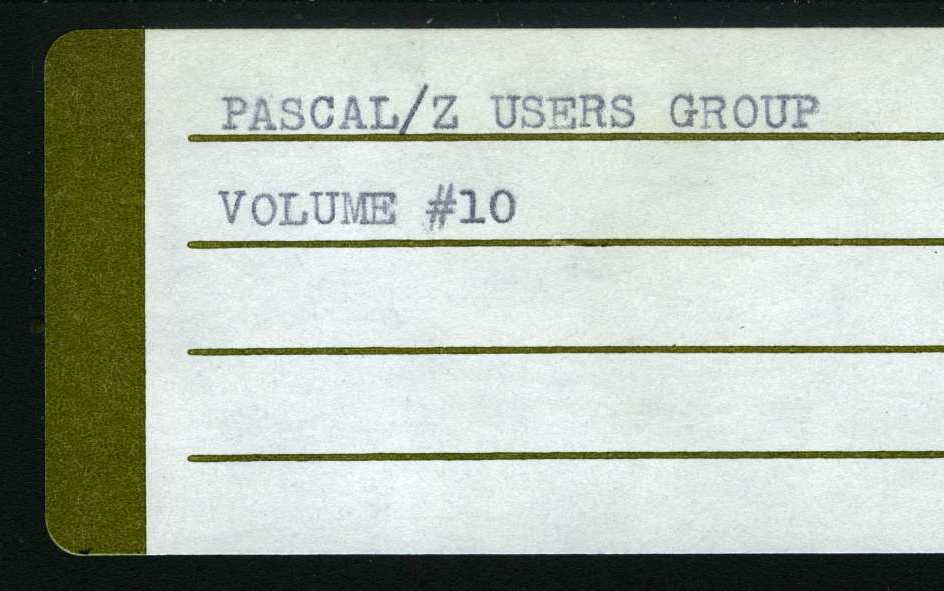 PASCAL/Z USERS GROUP
VOLUME #10